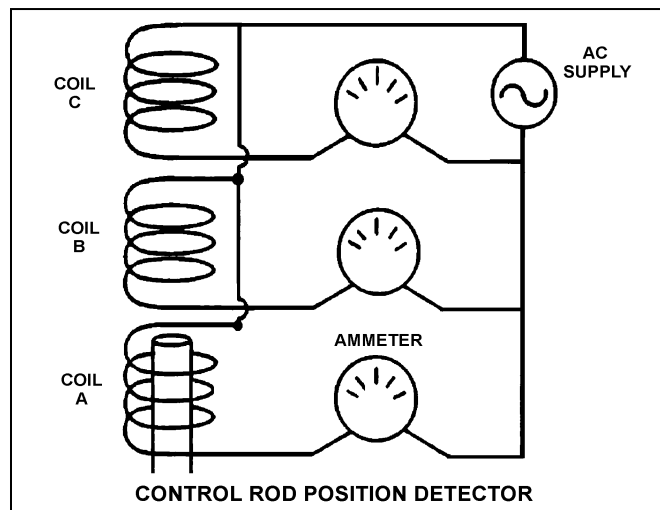 COIL
C
AC
SUPPLY
COIL
B
AMMETER
COIL
A
CONTROL ROD POSITION DETECTOR